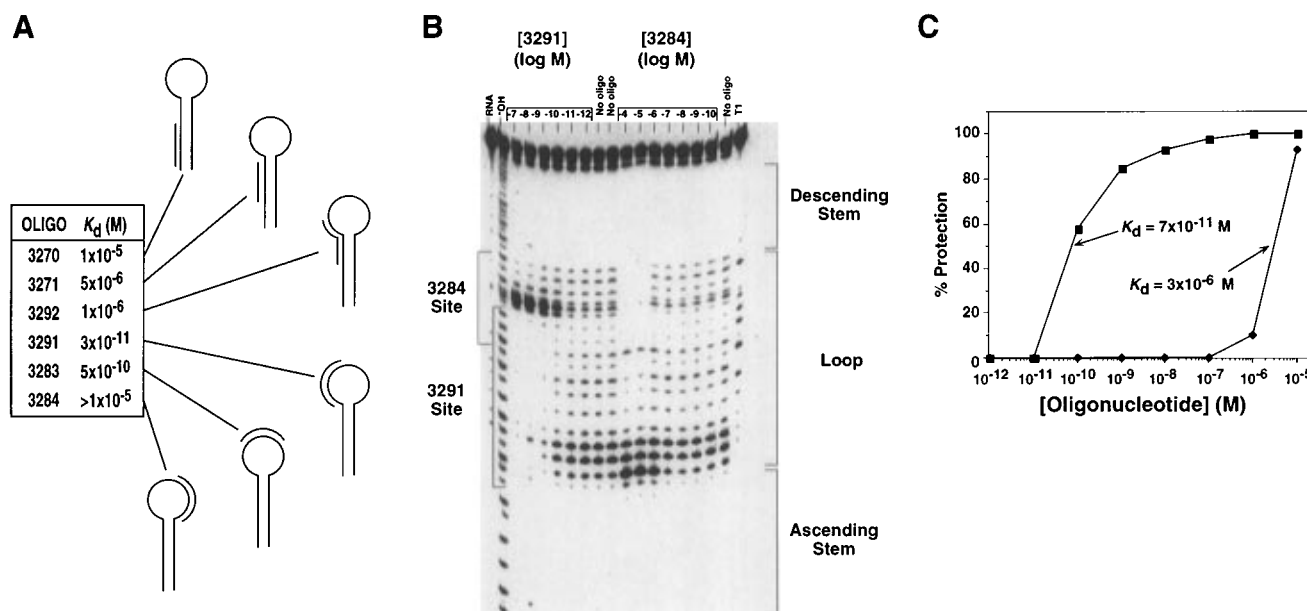 A
OLIGO Kd (M)
3270 1x10-5
3271 5x10-6
3292 1x10-6
3291 3x10-11
3283 5x10-10
3284 >1x10-5
B
[3291]
(log M)
[3284]
(log M)
RNA
-OH
-7 -8 -9 -10 -11 -12
No oligo
No oligo
-4 -5 -6 -7 -8 -9 -10
No oligo
T1
3284
Site
3291
Site
Descending
Stem
Loop
Ascending
Stem
C
% Protection
100
80
60
40
20
0
Kd = 7x10-11 M
Kd = 3x10-6 M
10-12 10-11 10-10 10-9 10-8 10-7 10-6 10-5
[Oligonucleotide] (M)